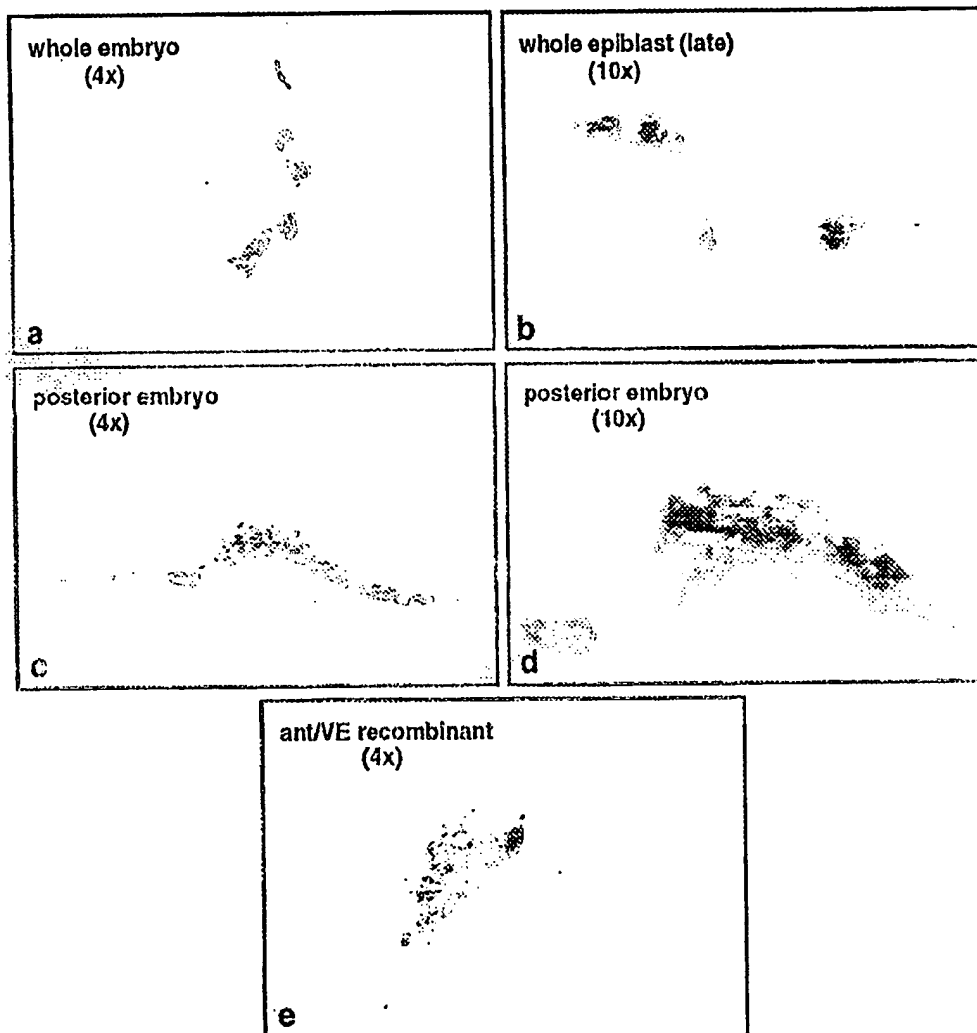 whole embryo
(4x)
a
whole epiblast (late)
(10x)
b
posterior embryo
(4x)
c
posterior embryo
(10x)
d
ant/VE recombinant
(4x)
e